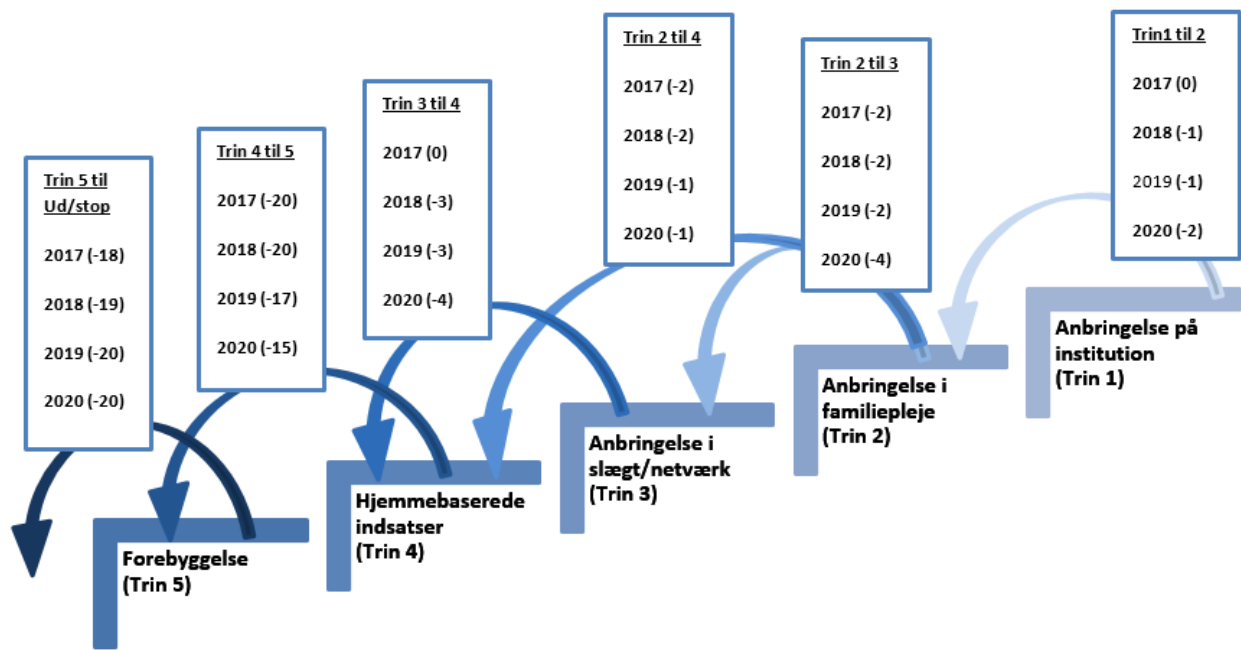 Trin 5 til
Ud/stop
2017 (-18)
2018 (-19)
2019 (-20)
2020 (-20)
Trin 4 til 5
2017 (-20)
2018 (-20)
2019 (-17)
2020 (-15)
Trin 3 til 4
2017 (0)
2018 (-3)
2019 (-3)
2020 (-4)
Trin 2 til 4
2017 (-2)
2018 (-2)
2019 (-1)
2020 (-1)
Trin 2 til 3
2017 (-2)
2018 (-2)
2019 (-2)
2020 (-4)
Trin1 til 2
2017 (0)
2018 (-1)
2019 (-1)
2020 (-2)
Forebyggelse
(Trin 5)
Hjemmebaserede
indsatser
(Trin 4)
Anbringelse i
slægt/netværk
(Trin 3)
Anbringelse i
familiepleje
(Trin 2)
Anbringelse på
institution
(Trin 1)